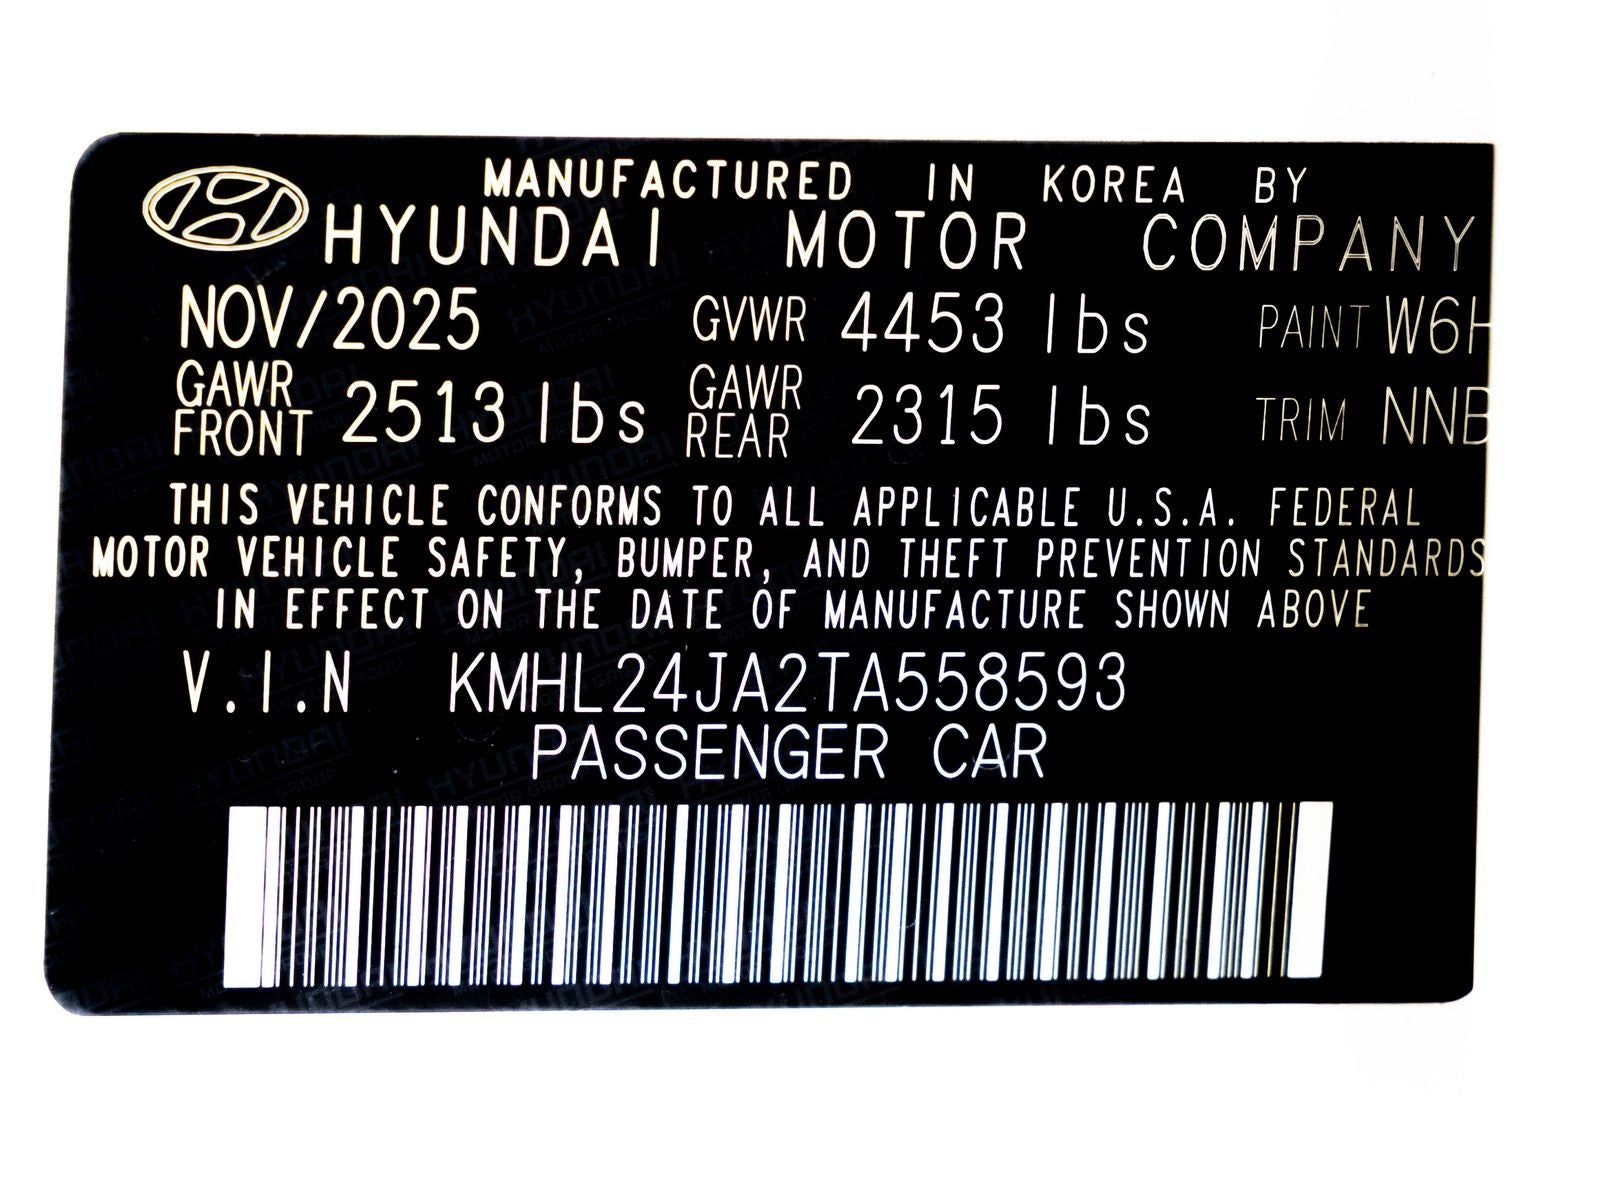 MANUFACTURED IN KOREA BY
HYUNDAI MOTOR COMPANY
NOV/2025 GVWR 4453 lbs PAINT W6H
GAWR FRONT 2513 lbs GAWR REAR 2315 lbs TRIM NNB
THIS VEHICLE CONFORMS TO ALL APPLICABLE U.S.A. FEDERAL
MOTOR VEHICLE SAFETY, BUMPER, AND THEFT PREVENTION STANDARDS
IN EFFECT ON THE DATE OF MANUFACTURE SHOWN ABOVE
V.I.N KMHL24JA2TA558593
PASSENGER CAR